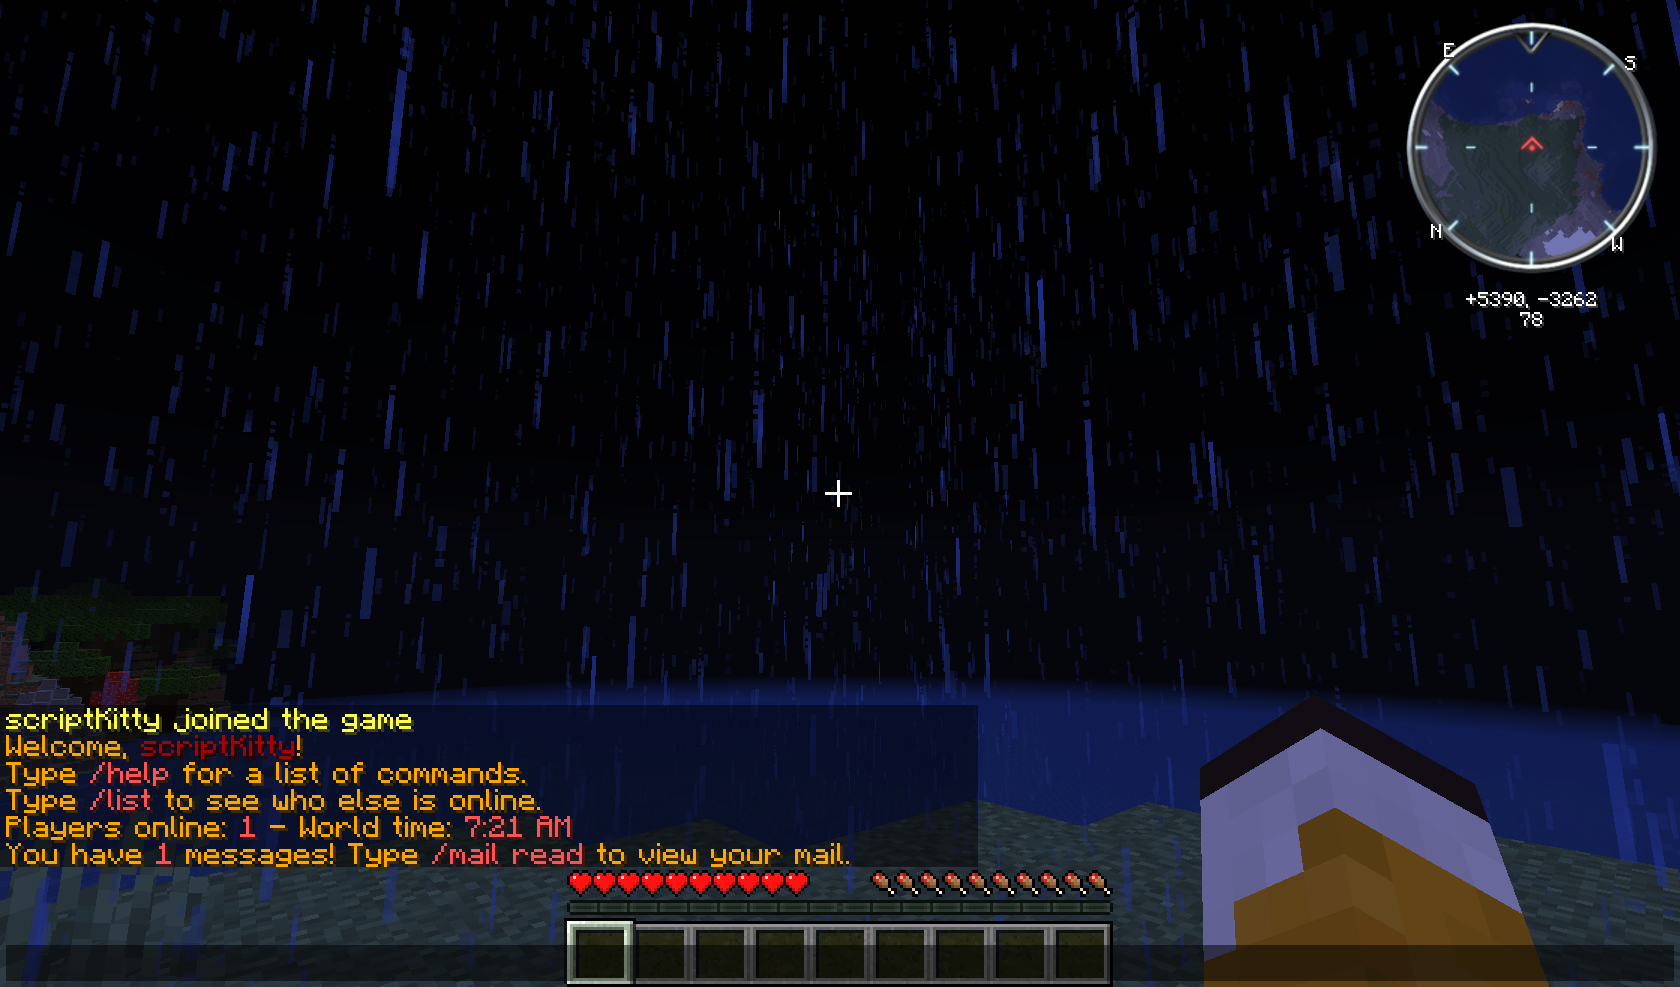 E
S
N
W
+5390, -3262
78
scriptKitty joined the game
Welcome, scriptKitty!
Type /help for a list of commands.
Type /list to see who else is online.
Players online: 1 - World time: 7:21 AM
You have 1 messages! Type /mail read to view your mail.